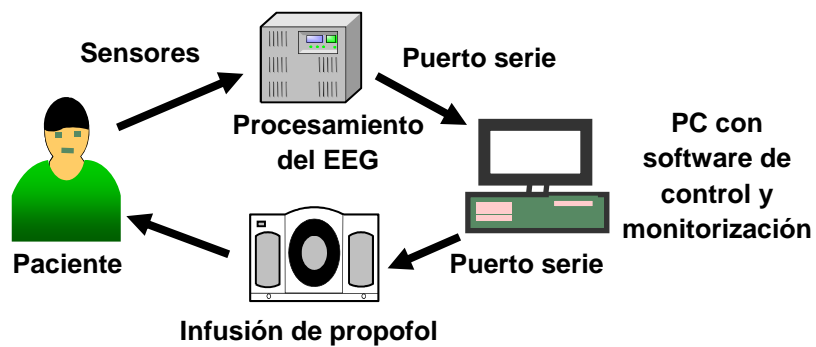 Sensores
Puerto serie
Procesamiento
del EEG
PC con
software de
control y
monitorización
Paciente
Puerto serie
Infusión de propofol